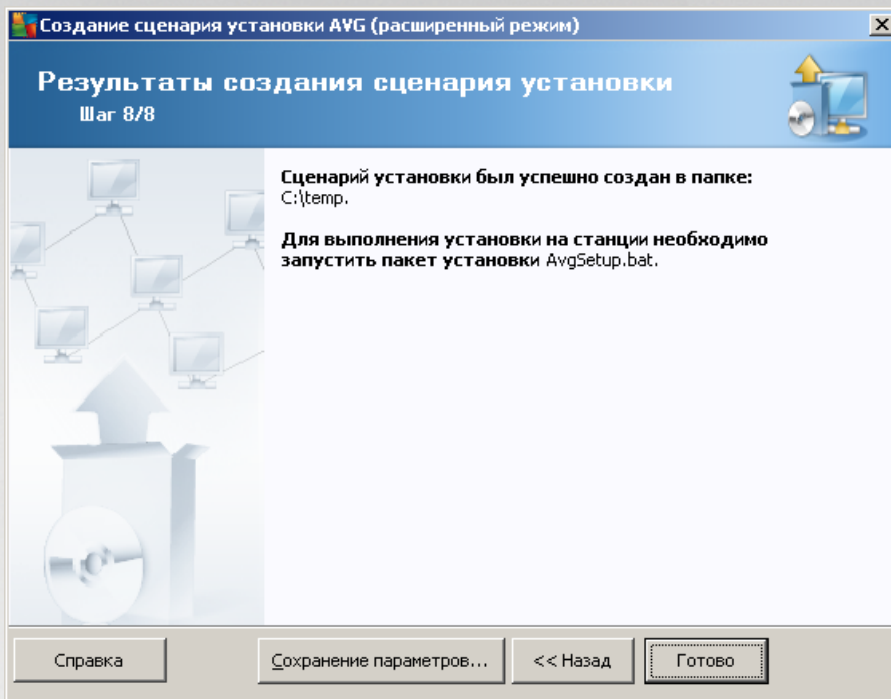 Создание сценария установки AVG (расширенный режим)
Результаты создания сценария установки
Шаг 8/8
Сценарий установки был успешно создан в папке:
C:\temp.
Для выполнения установки на станции необходимо
запустить пакет установки AvgSetup.bat.
Справка
Сохранение параметров...
<< Назад
Готово